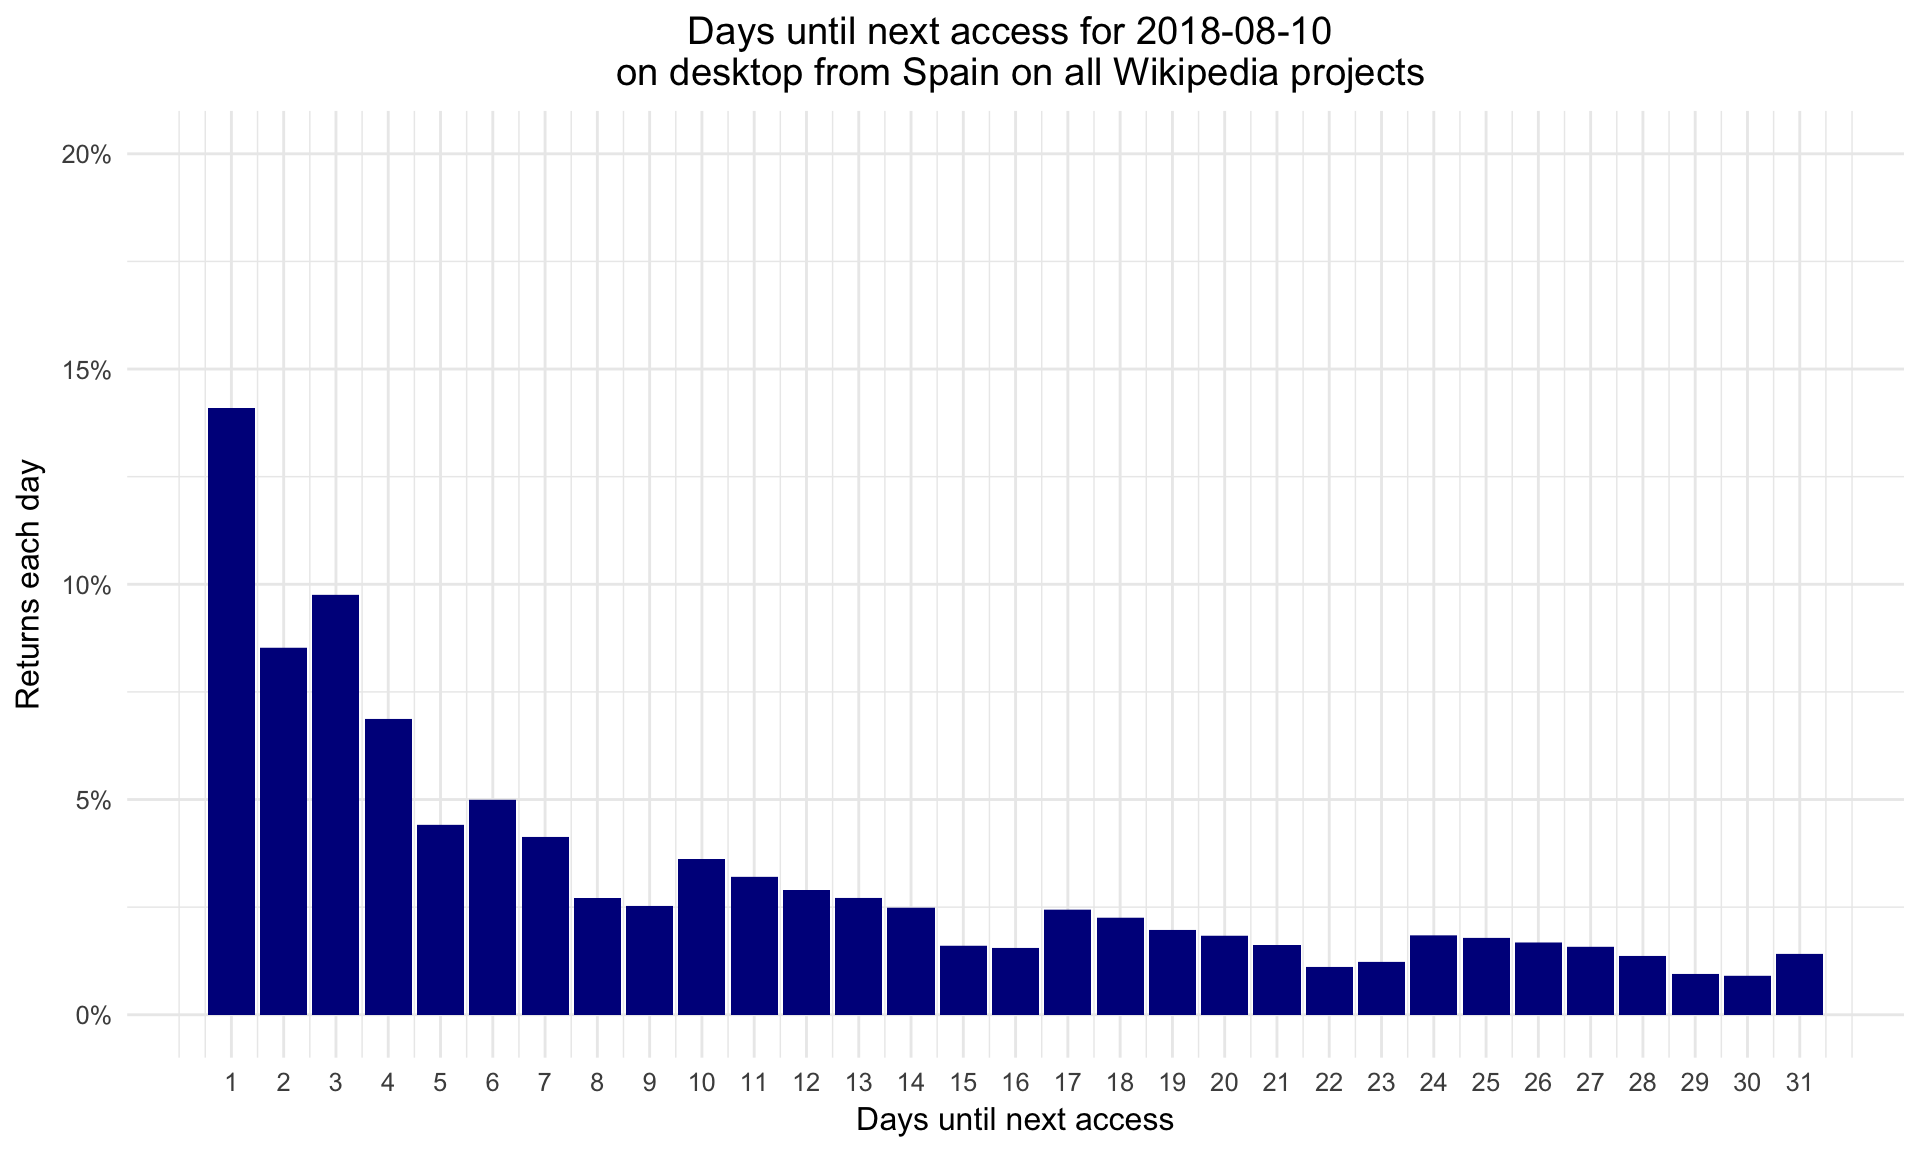 Days until next access for 2018-08-10
on desktop from Spain on all Wikipedia projects
20%
15%
10%
5%
0%
Returns each day
1 2 3 4 5 6 7 8 9 10 11 12 13 14 15 16 17 18 19 20 21 22 23 24 25 26 27 28 29 30 31
Days until next access